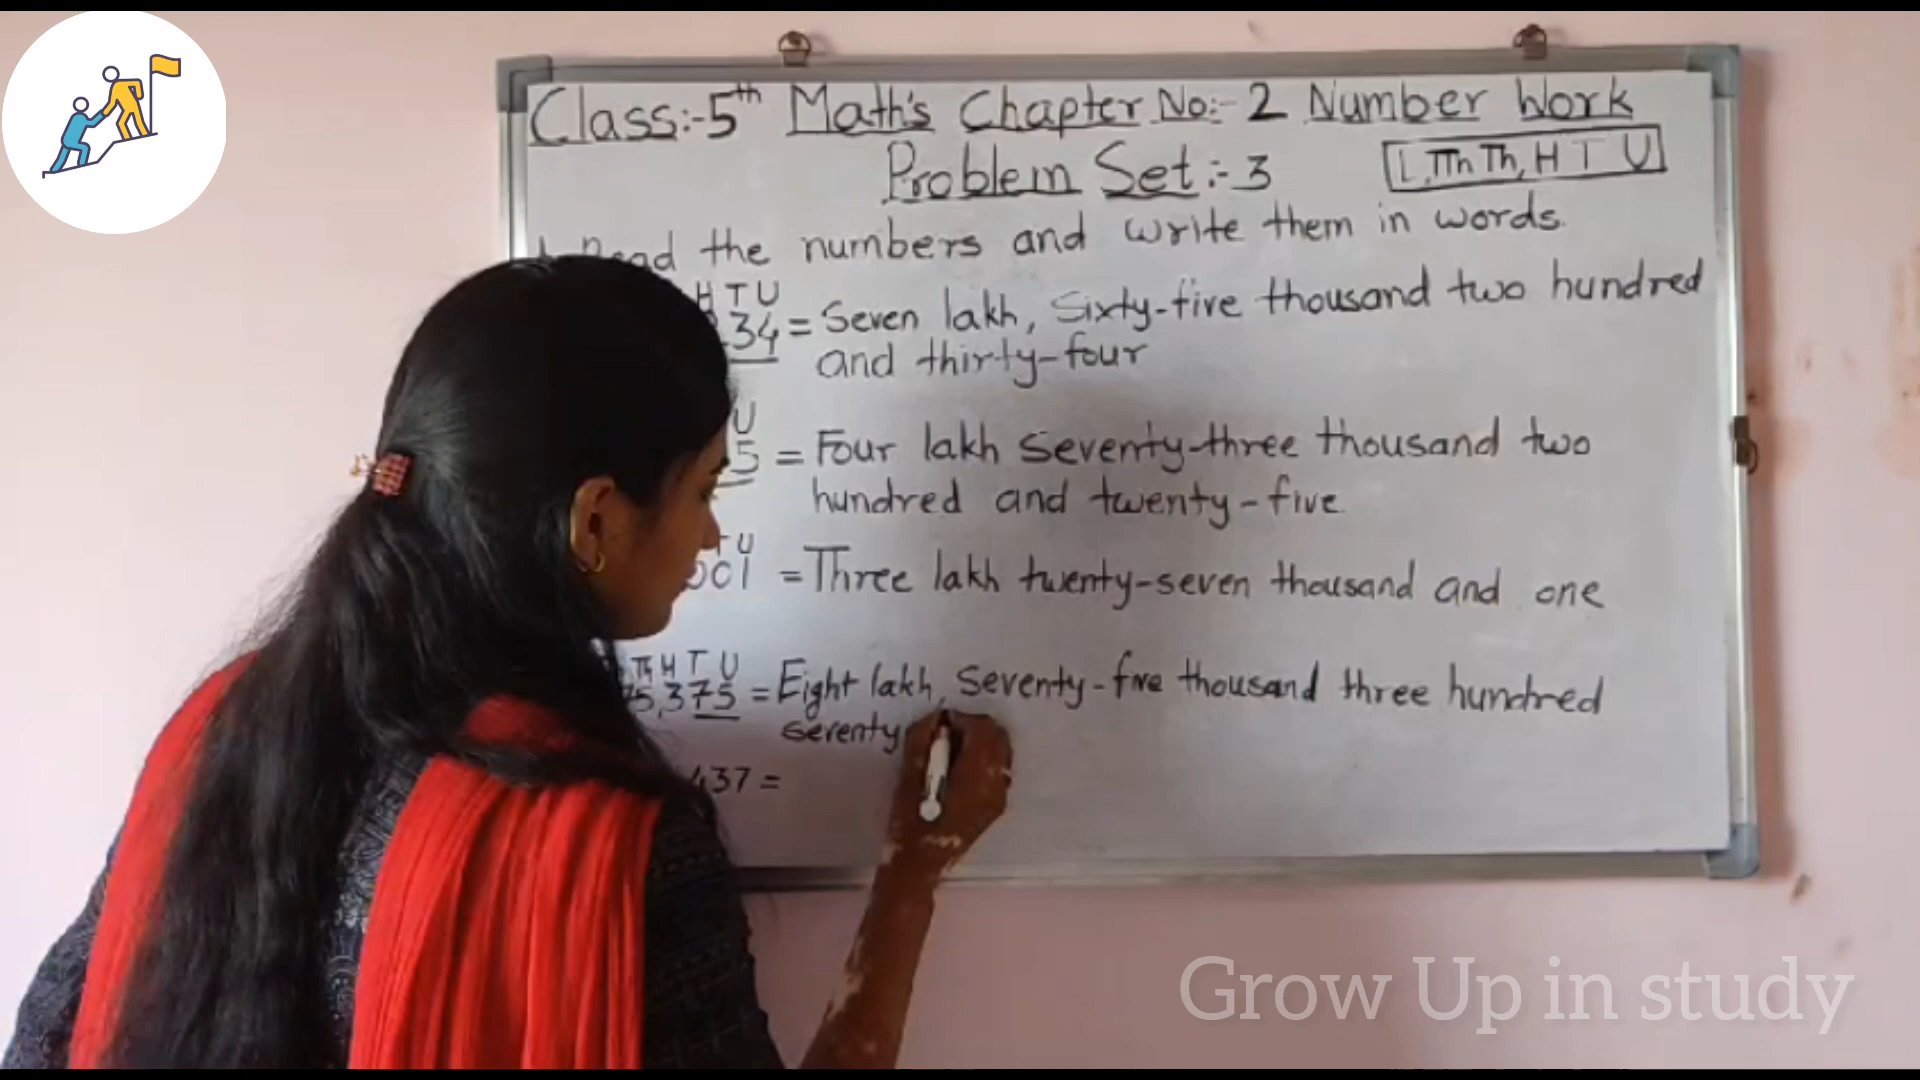 Class:-5th Math's Chapter No:- 2 Number Work
Problem Set:- 3
L, TTh Th, H T U
Read the numbers and write them in words.
H T U
34 = Seven lakh, Sixty-five thousand two hundred
and thirty-four
U
5 = Four lakh seventy-three thousand two
hundred and twenty-five.
T U
001 = Three lakh twenty-seven thousand and one
Th H T U
75,375 = Eight lakh, seventy-five thousand three hundred
seventy
437 =
Grow Up in study